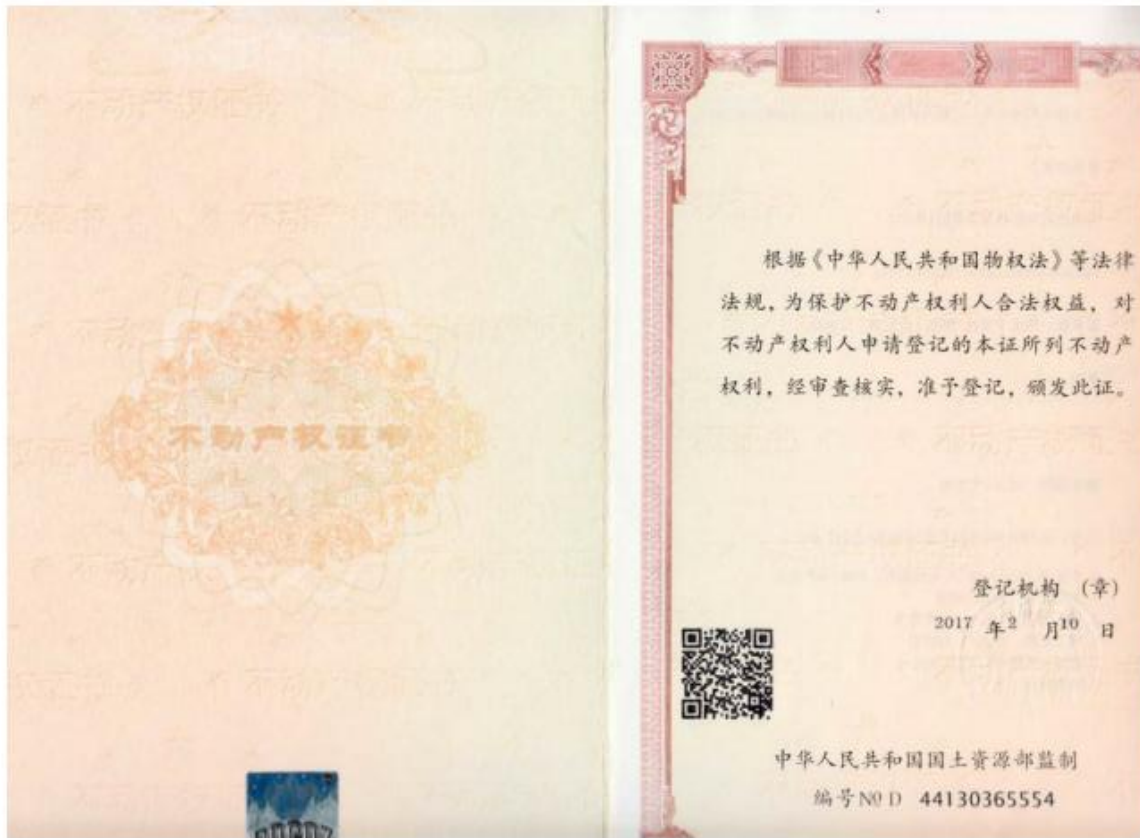 不动产权证书
根据《中华人民共和国物权法》等法律
法规,为保护不动产权利人合法权益,对
不动产权利人申请登记的本证所列不动产
权利,经审查核实,准予登记,颁发此证。
登记机构 (章)
2017 年2 月10 日
中华人民共和国国土资源部监制
编号№ D 44130365554